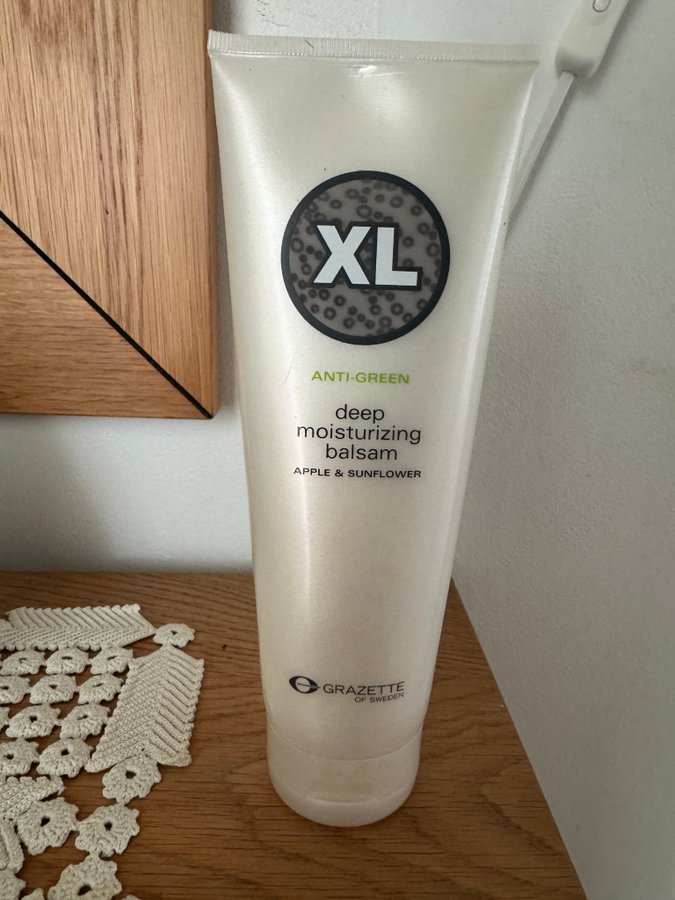 XL
ANTI-GREEN
deep
moisturizing
balsam
APPLE & SUNFLOWER
GRAZETTE
OF SWEDEN